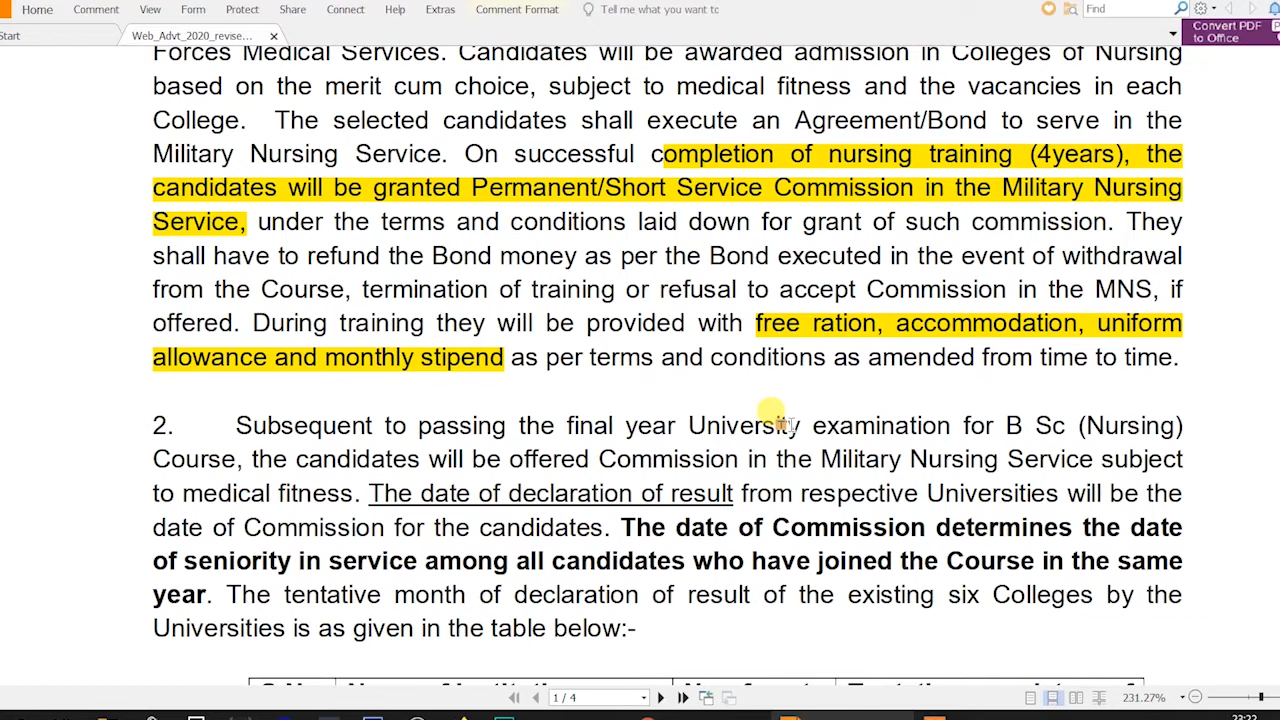 Home Comment View Form Protect Share Connect Help Extras Comment Format Tell me what you want tc Find
Start Web_Advt_2020_revise... × Convert PDF
to Office
Forces Medical Services. Candidates will be awarded admission in Colleges of Nursing
based on the merit cum choice, subject to medical fitness and the vacancies in each
College. The selected candidates shall execute an Agreement/Bond to serve in the
Military Nursing Service. On successful completion of nursing training (4years), the
candidates will be granted Permanent/Short Service Commission in the Military Nursing
Service, under the terms and conditions laid down for grant of such commission. They
shall have to refund the Bond money as per the Bond executed in the event of withdrawal
from the Course, termination of training or refusal to accept Commission in the MNS, if
offered. During training they will be provided with free ration, accommodation, uniform
allowance and monthly stipend as per terms and conditions as amended from time to time.
2. Subsequent to passing the final year University examination for B Sc (Nursing)
Course, the candidates will be offered Commission in the Military Nursing Service subject
to medical fitness. The date of declaration of result from respective Universities will be the
date of Commission for the candidates. The date of Commission determines the date
of seniority in service among all candidates who have joined the Course in the same
year. The tentative month of declaration of result of the existing six Colleges by the
Universities is as given in the table below:-
1 / 4 231.27%
23:22